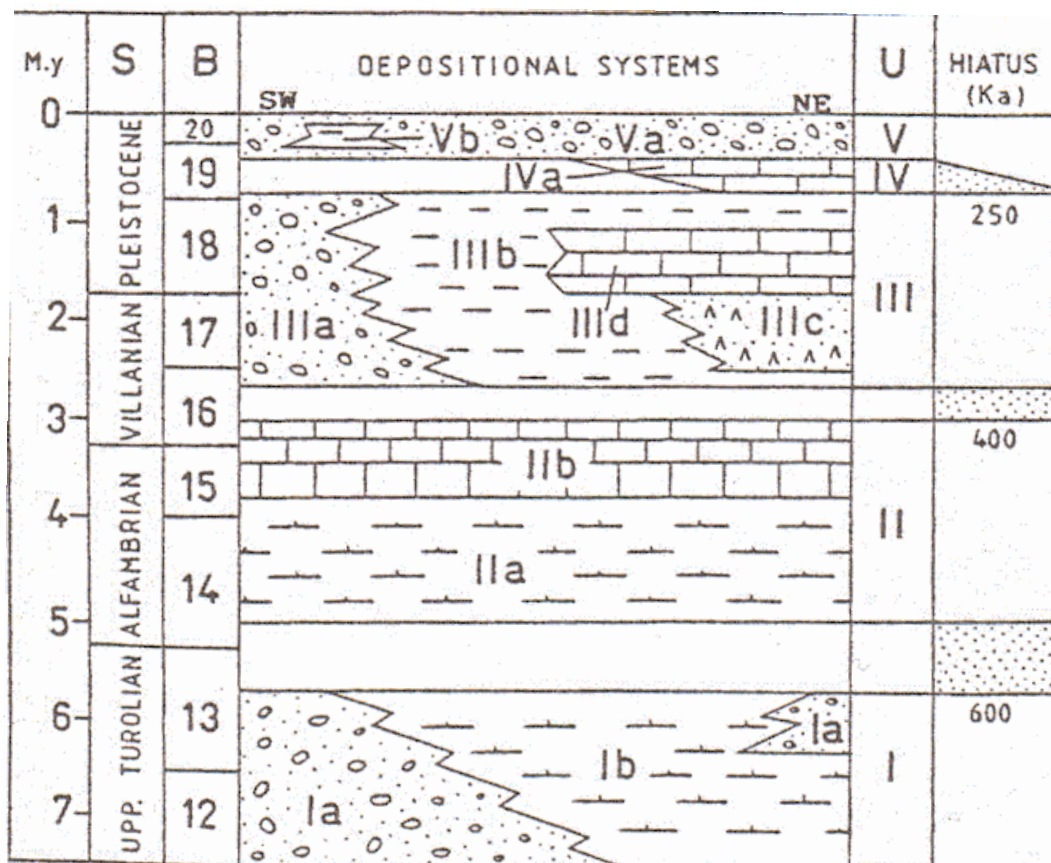 M.y S B DEPOSITIONAL SYSTEMS U HIATUS
(Ka)
SW NE
0
20 Vb Va V
PLEISTOCENE
19 IVa IV
1 250
18 IIIb III
2 IIId IIIc
IIIa
17
VILLANIAN
16
3 400
IIb
15
4 II
ALFAMBRIAN
IIa
14
5
UPP. TUROLIAN
6 13 Ia 600
Ib I
7 12 Ia